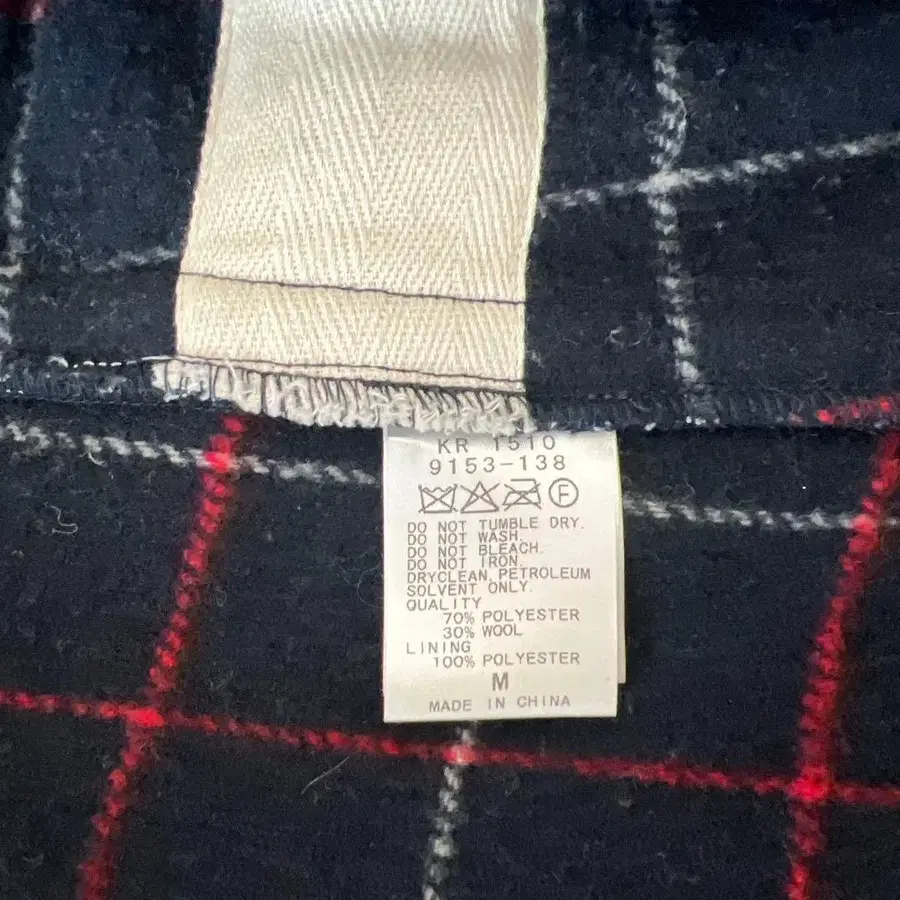 KR 1510
9153-138
F
DO NOT TUMBLE DRY.
DO NOT WASH.
DO NOT BLEACH.
DO NOT IRON.
DRYCLEAN, PETROLEUM
SOLVENT ONLY.
QUALITY
70% POLYESTER
30% WOOL
LINING
100% POLYESTER
M
MADE IN CHINA